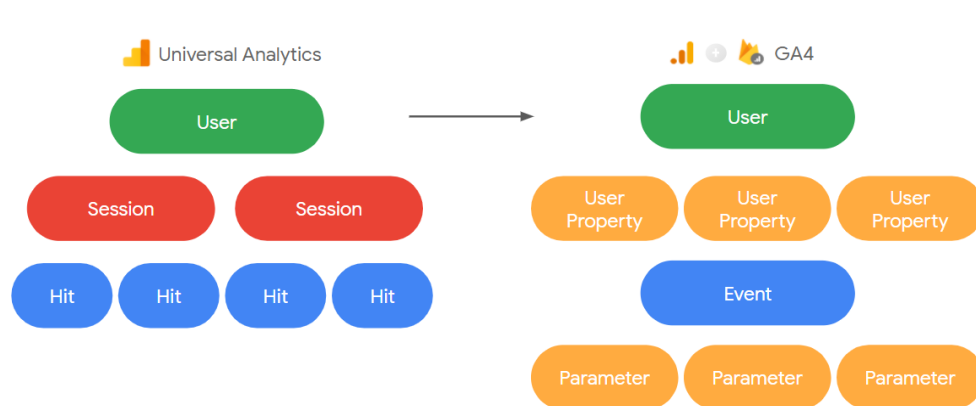 Universal Analytics
User
Session
Session
Hit
Hit
Hit
Hit
GA4
User
User
Property
User
Property
User
Property
Event
Parameter
Parameter
Parameter